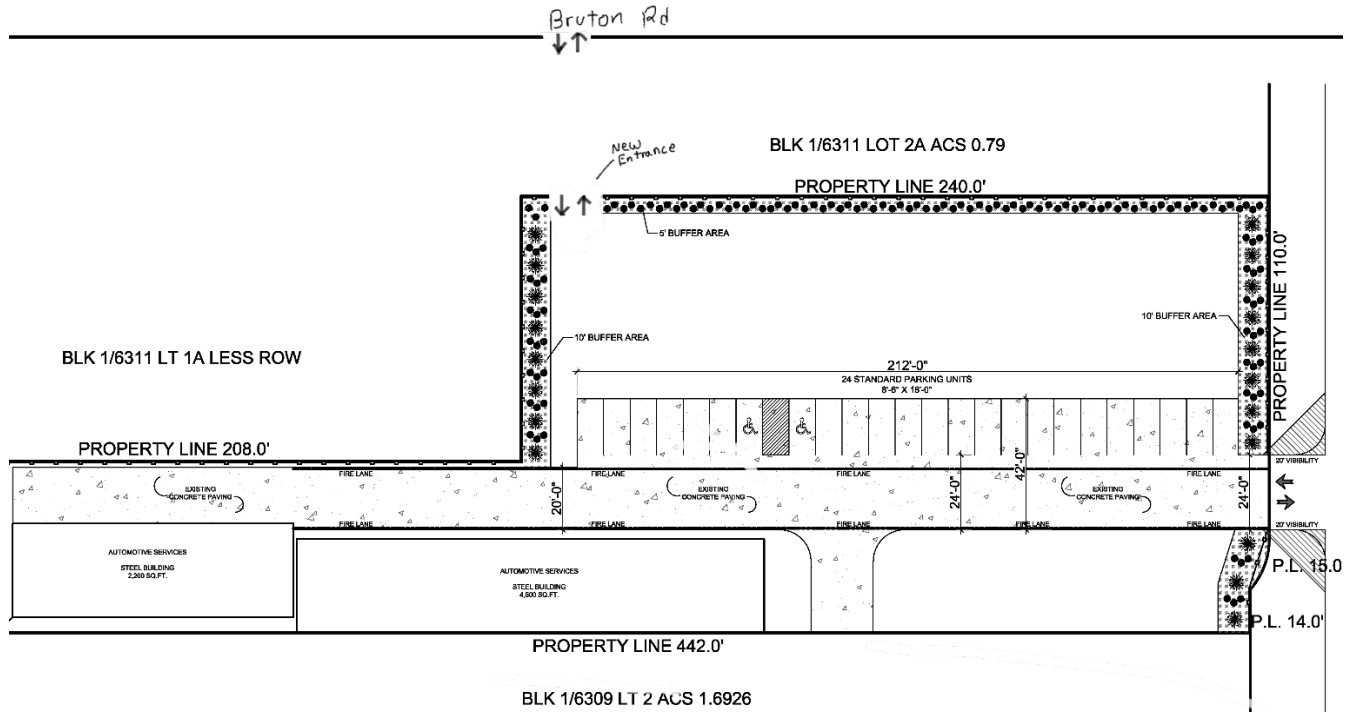 Bruton Rd
New
Entrance
BLK 1/6311 LOT 2A ACS 0.79
PROPERTY LINE 240.0'
5' BUFFER AREA
PROPERTY LINE 110.0'
10' BUFFER AREA
10' BUFFER AREA
BLK 1/6311 LT 1A LESS ROW
212'-0"
24 STANDARD PARKING UNITS
8'-6" X 18'-0"
PROPERTY LINE 208.0'
20' VISIBILITY
FIRE LANE
FIRE LANE
FIRE LANE
FIRE LANE
EXISTING
CONCRETE PAVING
EXISTING
CONCRETE PAVING
EXISTING
CONCRETE PAVING
20'-0"
24'-0"
42'-0"
24'-0"
FIRE LANE
FIRE LANE
FIRE LANE
FIRE LANE
20' VISIBILITY
AUTOMOTIVE SERVICES
STEEL BUILDING
2,200 SQ.FT.
AUTOMOTIVE SERVICES
STEEL BUILDING
4,500 SQ.FT.
P.L. 15.0
P.L. 14.0'
PROPERTY LINE 442.0'
BLK 1/6309 LT 2 ACS 1.6926